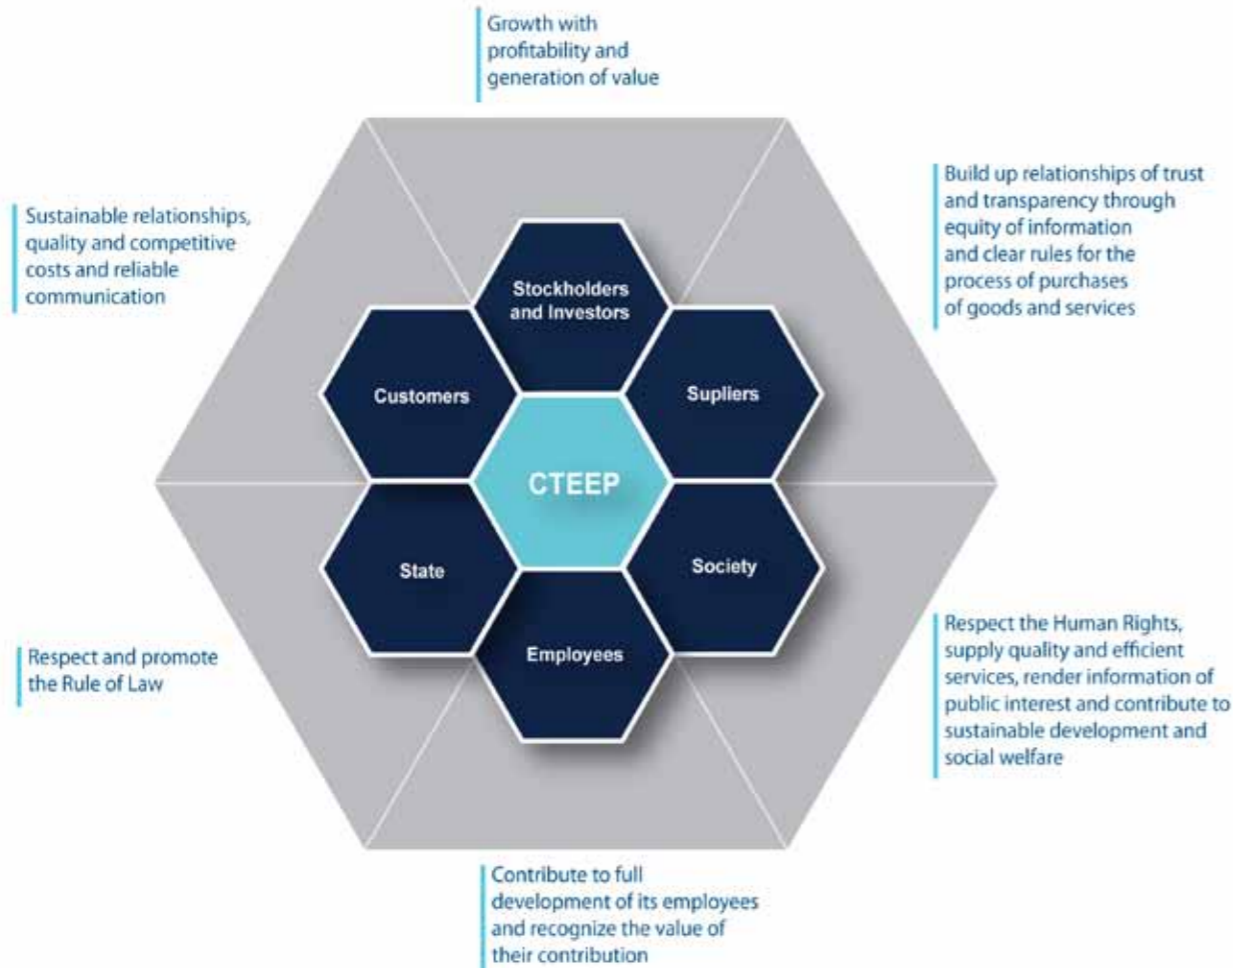 Growth with
profitability and
generation of value
Sustainable relationships,
quality and competitive
costs and reliable
communication
Build up relationships of trust
and transparency through
equity of information
and clear rules for the
process of purchases
of goods and services
Stockholders
and Investors
Customers
Supliers
CTEEP
State
Society
Employees
Respect and promote
the Rule of Law
Respect the Human Rights,
supply quality and efficient
services, render information of
public interest and contribute to
sustainable development and
social welfare
Contribute to full
development of its employees
and recognize the value of
their contribution